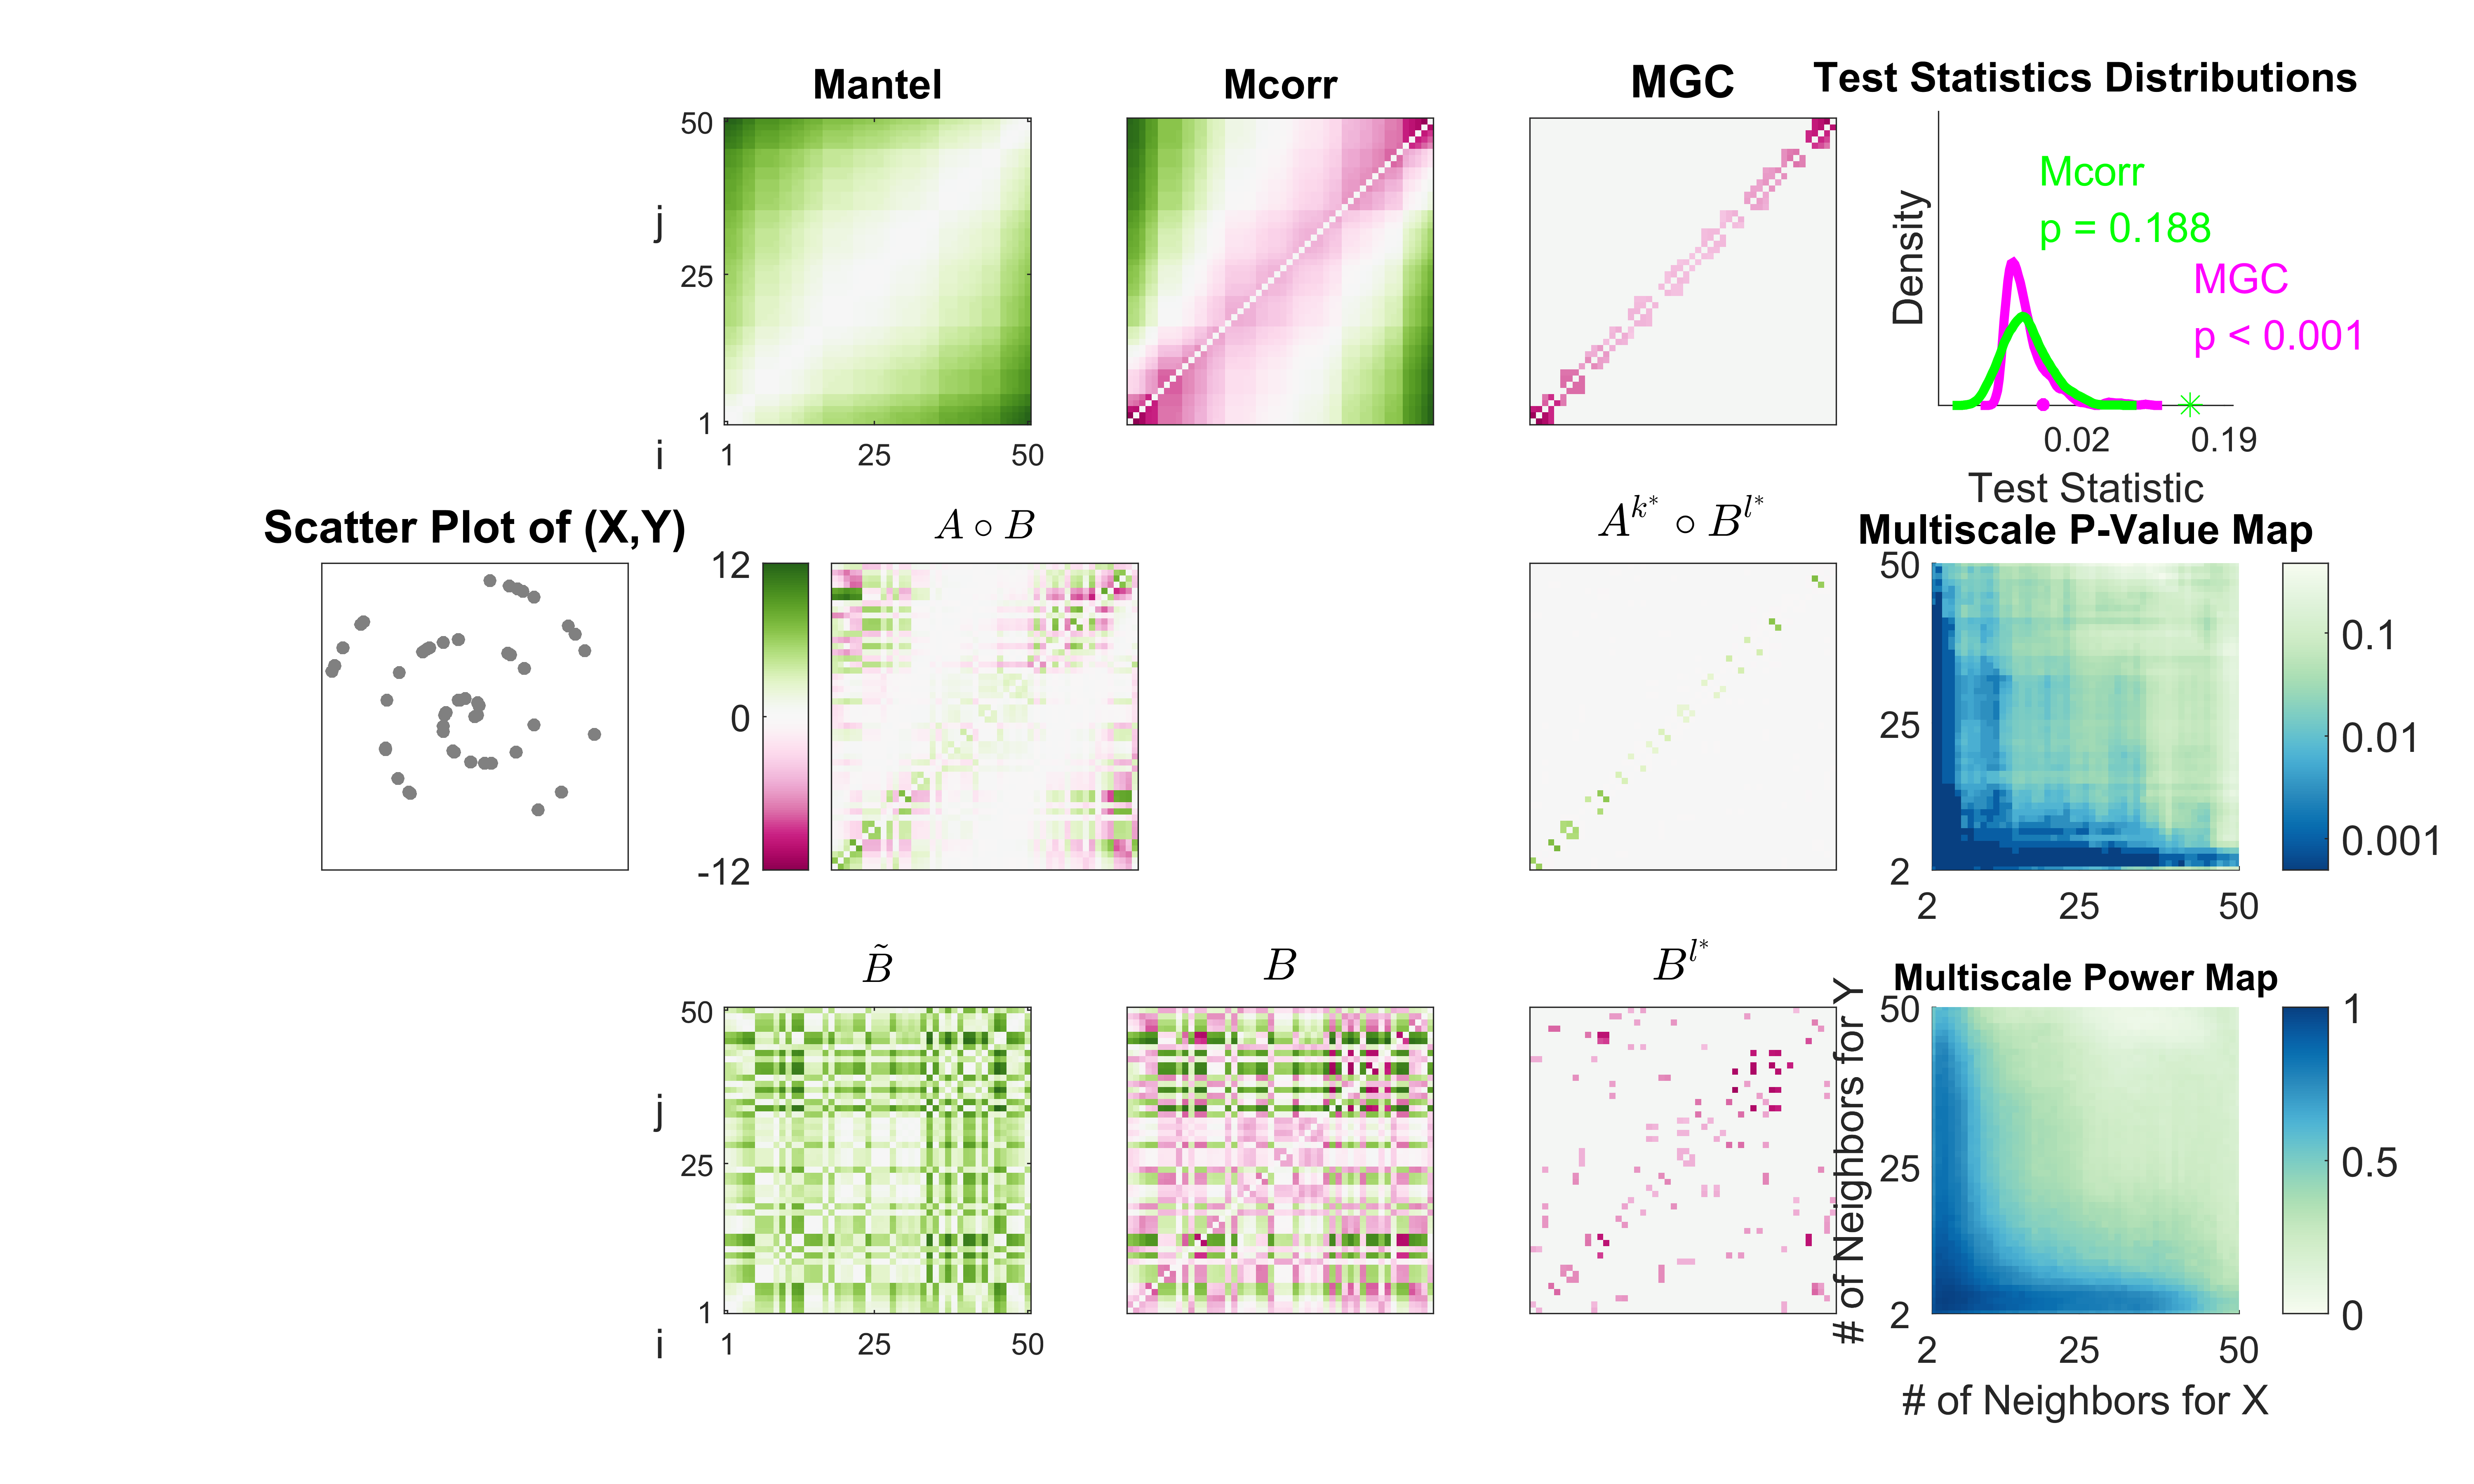 Mantel
Mcorr
MGC
Test Statistics Distributions
50
25
1
j
i
1
25
50
Density
Mcorr
p = 0.188
MGC
p < 0.001
0.02
0.19
Test Statistic
Scatter Plot of (X,Y)
A ∘ B
A^{k*} ∘ B^{l*}
Multiscale P-Value Map
12
0
-12
50
25
2
2
25
50
0.1
0.01
0.001
B̃
B
B^{l*}
Multiscale Power Map
50
25
1
j
i
1
25
50
# of Neighbors for Y
50
25
2
2
25
50
1
0.5
0
# of Neighbors for X